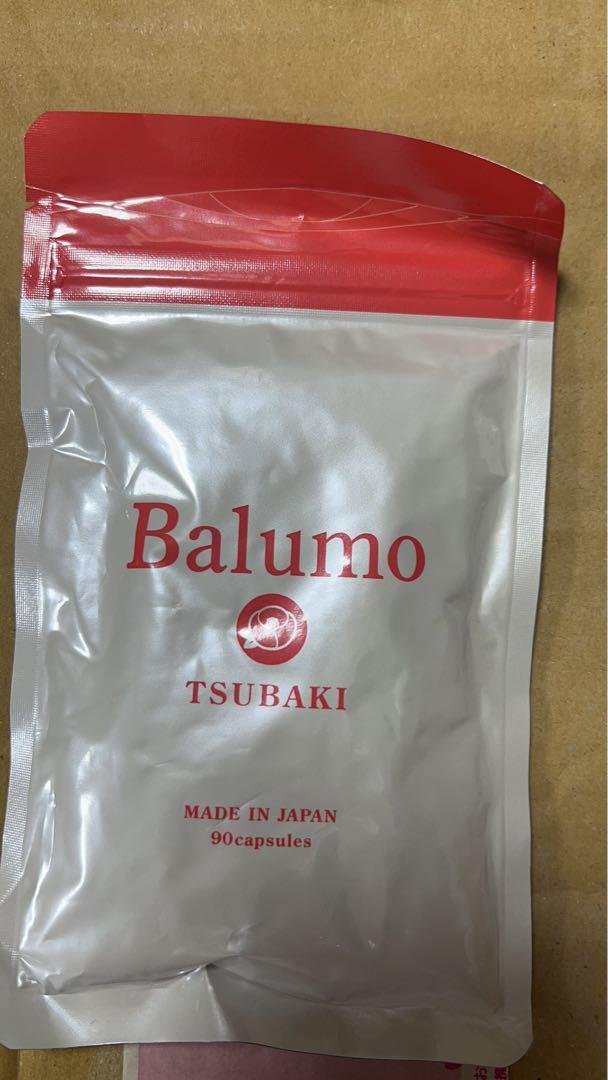 Balumo
TSUBAKI
MADE IN JAPAN
90capsules